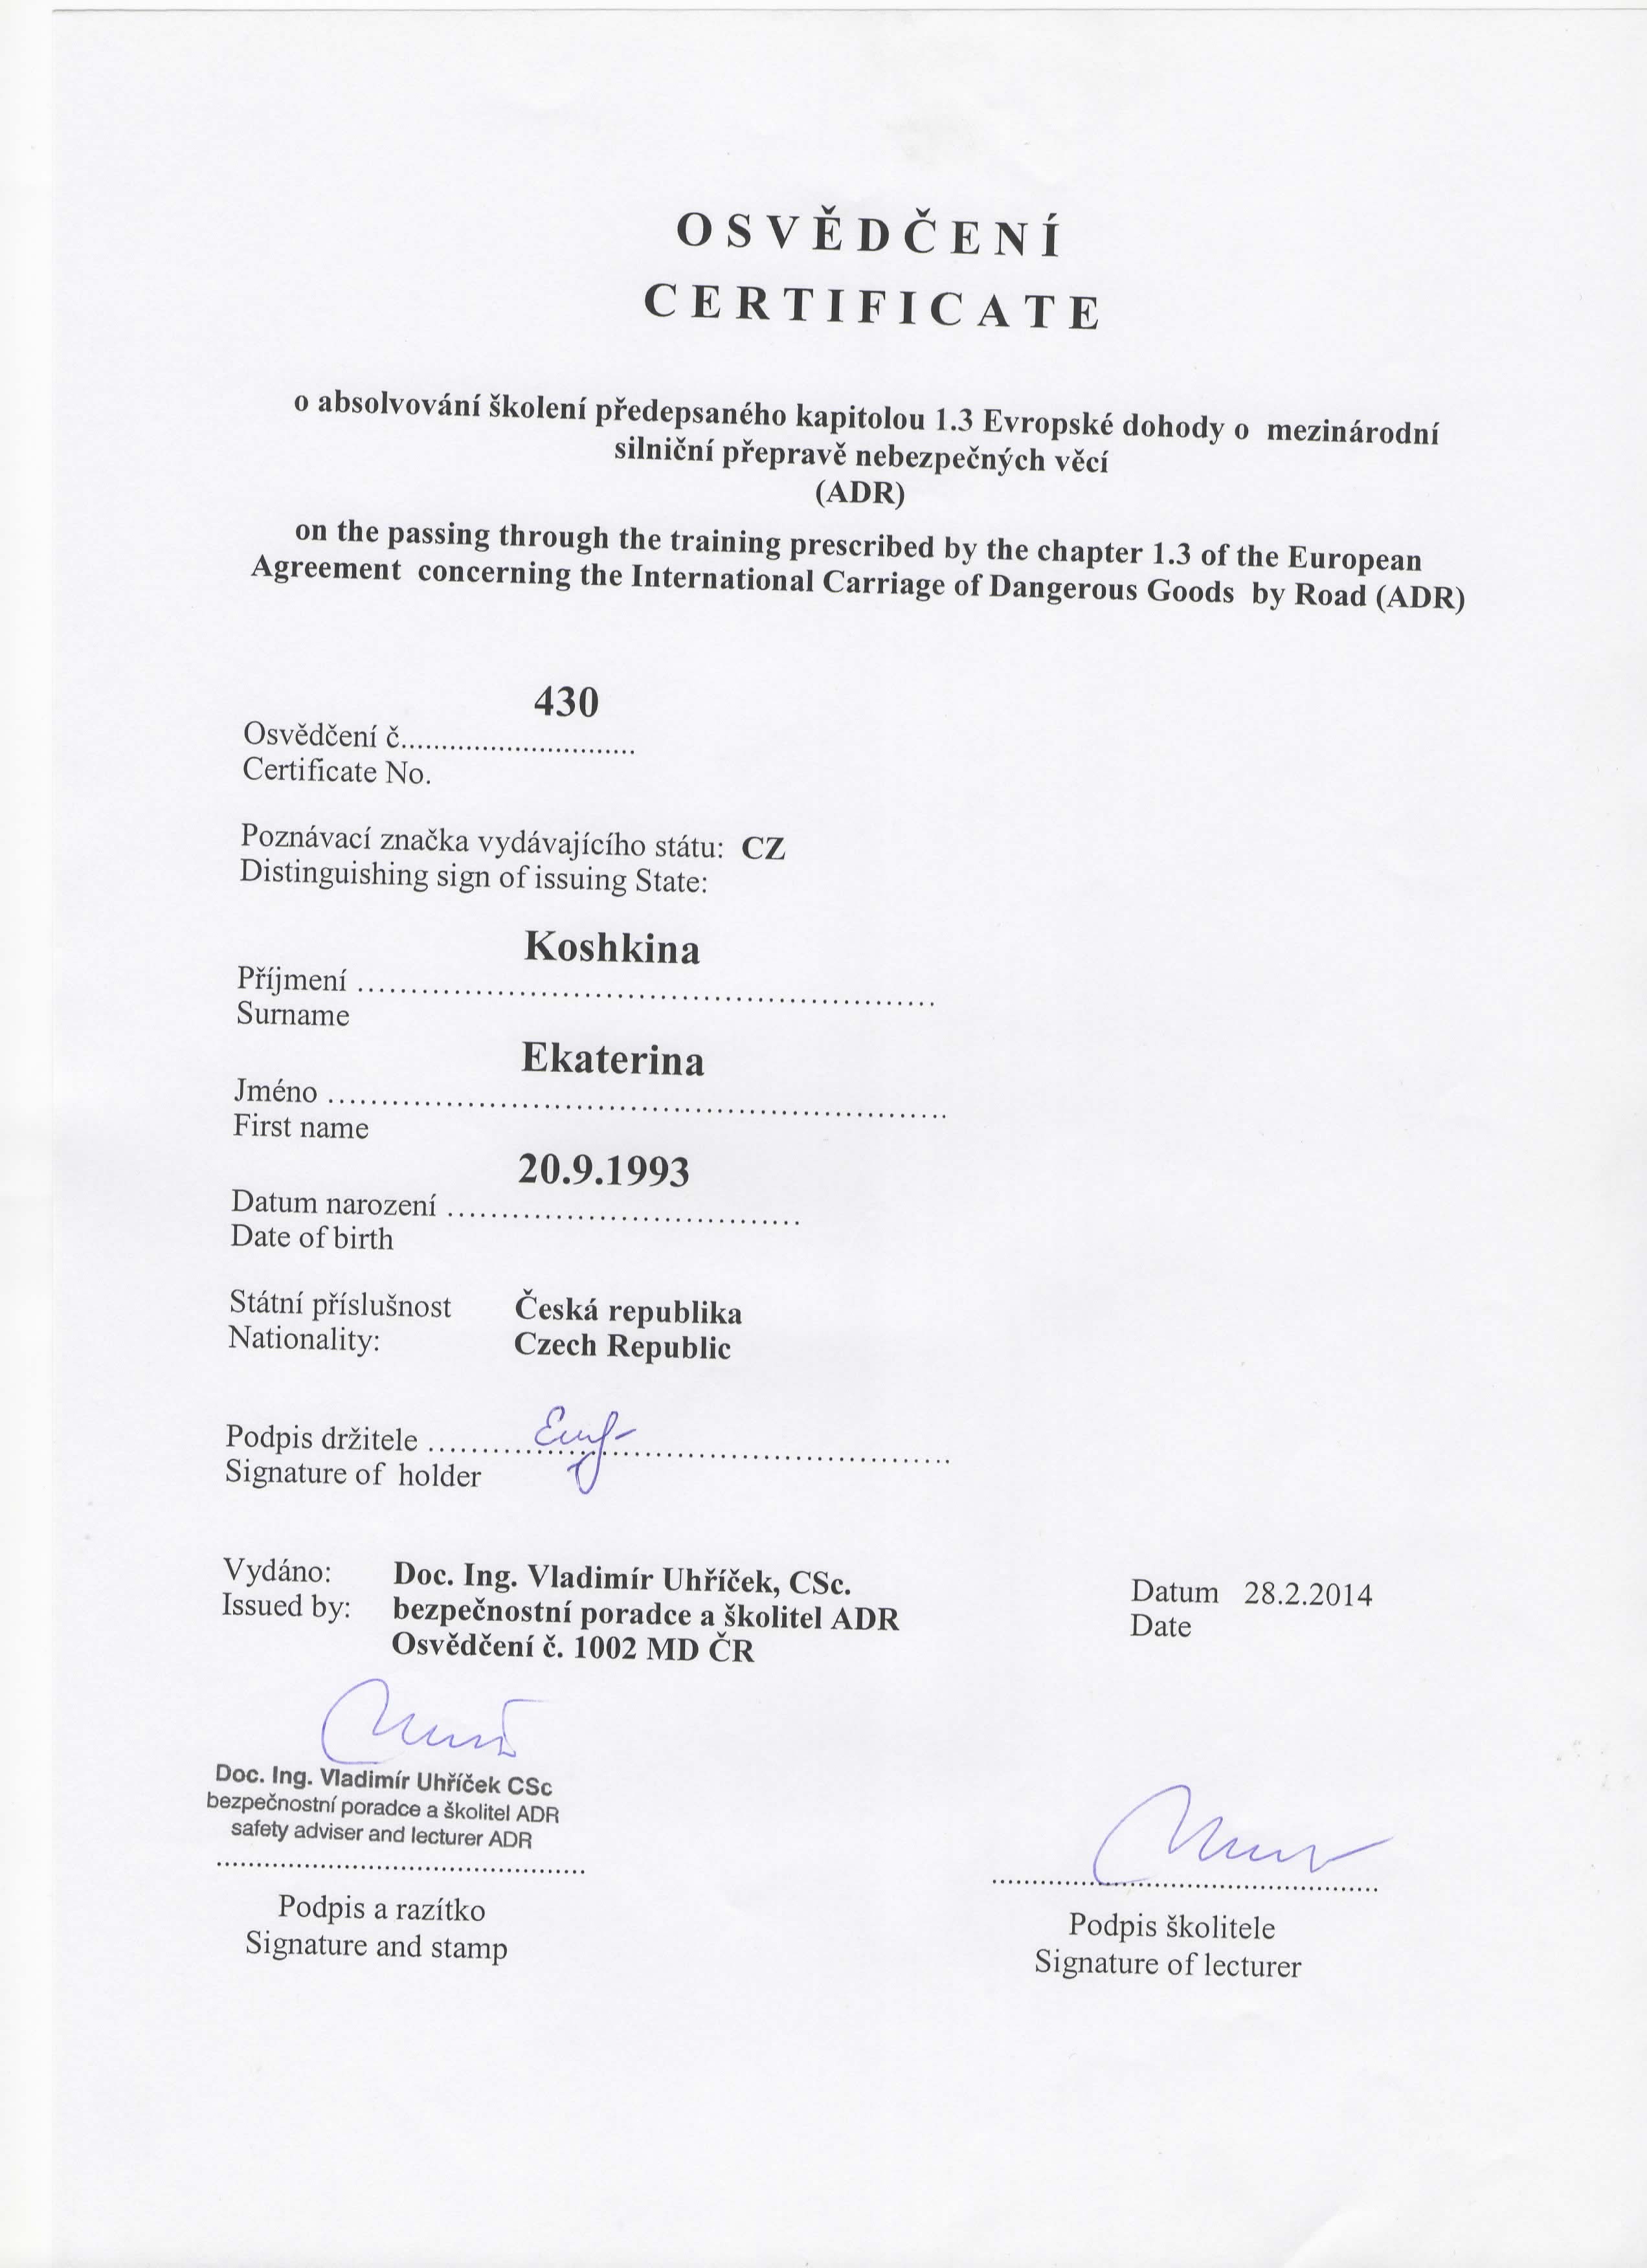 OSVĚDČENÍ
CERTIFICATE
o absolvování školení předepsaného kapitolou 1.3 Evropské dohody o mezinárodní
silniční přepravě nebezpečných věcí
(ADR)
on the passing through the training prescribed by the chapter 1.3 of the European
Agreement concerning the International Carriage of Dangerous Goods by Road (ADR)
430
Osvědčení č.............................
Certificate No.
Poznávací značka vydávajícího státu: CZ
Distinguishing sign of issuing State:
Koshkina
Příjmení ......................................................
Surname
Ekaterina
Jméno ..........................................................
First name
20.9.1993
Datum narození .................................
Date of birth
Státní příslušnost Česká republika
Nationality: Czech Republic
Podpis držitele .................................................
Signature of holder
Vydáno: Doc. Ing. Vladimír Uhříček, CSc. Datum 28.2.2014
Issued by: bezpečnostní poradce a školitel ADR Date
Osvědčení č. 1002 MD ČR
Doc. Ing. Vladimír Uhříček CSc
bezpečnostní poradce a školitel ADR
safety adviser and lecturer ADR
Podpis a razítko Podpis školitele
Signature and stamp Signature of lecturer